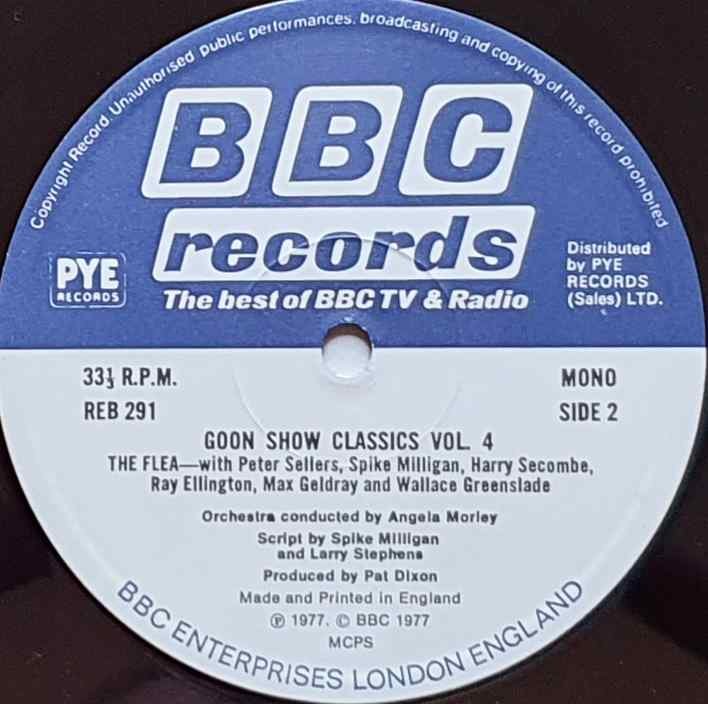 Copyright Record. Unauthorised public performances, broadcasting and copying of this record prohibited
BBC
records
The best of BBC TV & Radio
PYE
RECORDS
Distributed
by PYE
RECORDS
(Sales) LTD.
33⅓ R.P.M.
REB 291
MONO
SIDE 2
GOON SHOW CLASSICS VOL. 4
THE FLEA—with Peter Sellers, Spike Milligan, Harry Secombe,
Ray Ellington, Max Geldray and Wallace Greenslade
Orchestra conducted by Angela Morley
Script by Spike Milligan
and Larry Stephens
Produced by Pat Dixon
Made and Printed in England
℗ 1977. © BBC 1977
MCPS
BBC ENTERPRISES LONDON ENGLAND